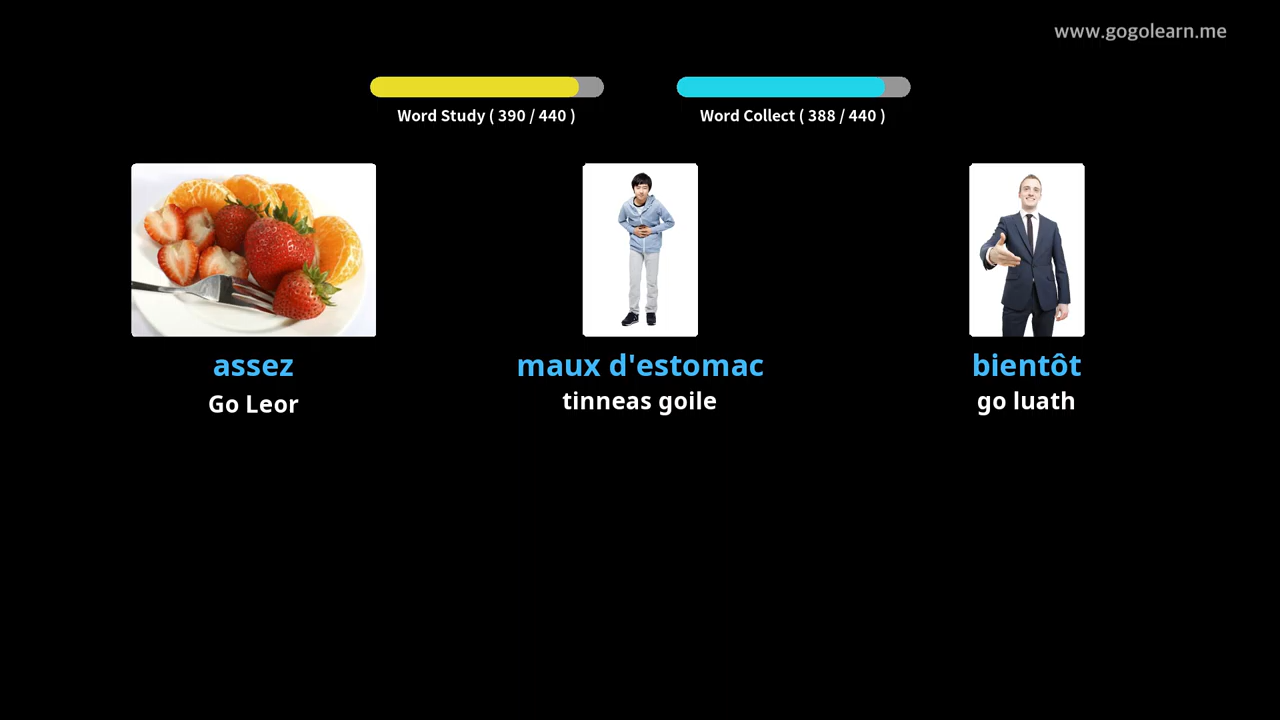 www.gogolearn.me
Word Study ( 390 / 440 )
Word Collect ( 388 / 440 )
assez
Go Leor
maux d'estomac
tinneas goile
bientôt
go luath